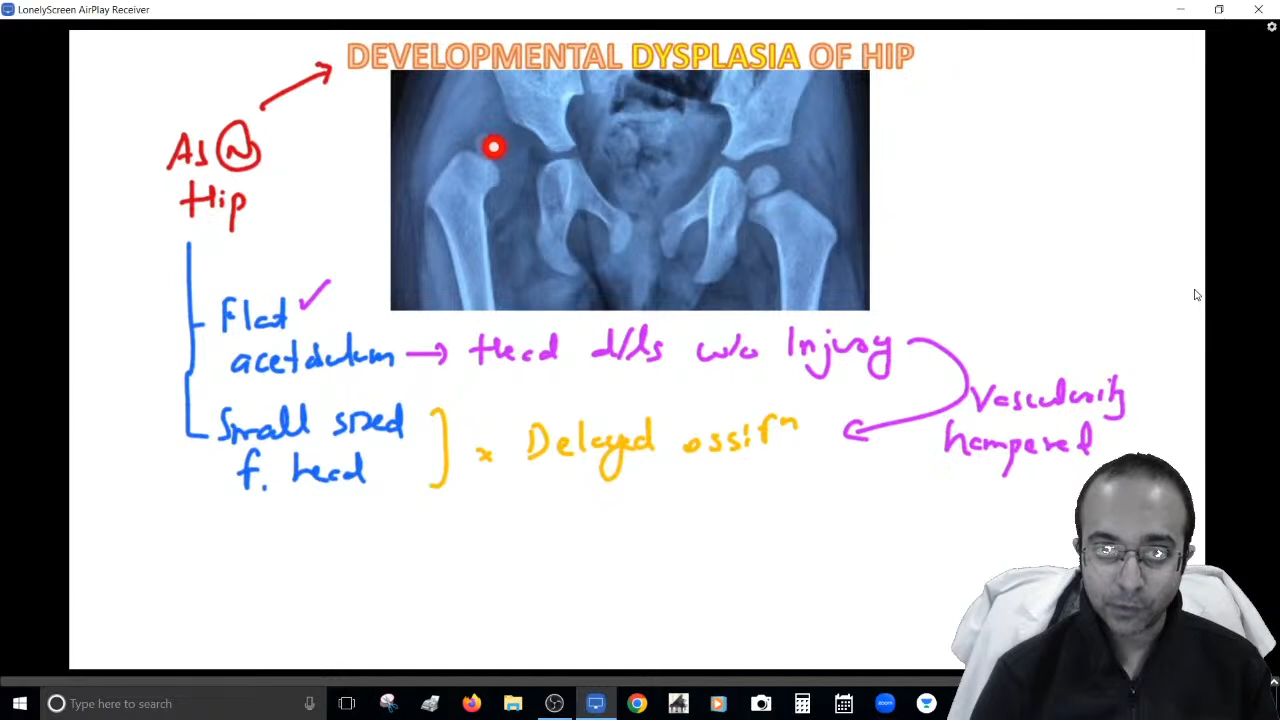 LonelyScreen AirPlay Receiver
DEVELOPMENTAL DYSPLASIA OF HIP
As N
Hip
Flat
acetabulum → Head d/ls w/o Injury
Vascularity
hampered
Small sized
f. head
x Delayed ossifn
Type here to search
zoom